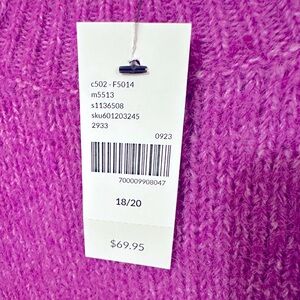 c502 - F5014
m5513
s1136508
sku601203245
2933
0923
700009908047
18/20
$69.95